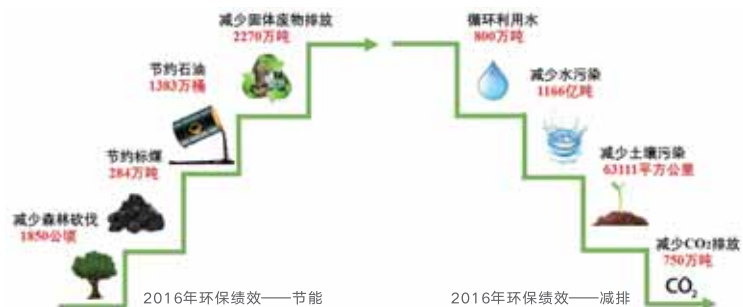 减少固体废物排放
2270万吨
节约石油
1383万桶
节约标煤
284万吨
减少森林砍伐
1850公顷
2016年环保绩效——节能
循环利用水
800万吨
减少水污染
1166亿吨
减少土壤污染
63111平方公里
减少CO₂排放
750万吨
CO₂
2016年环保绩效——减排